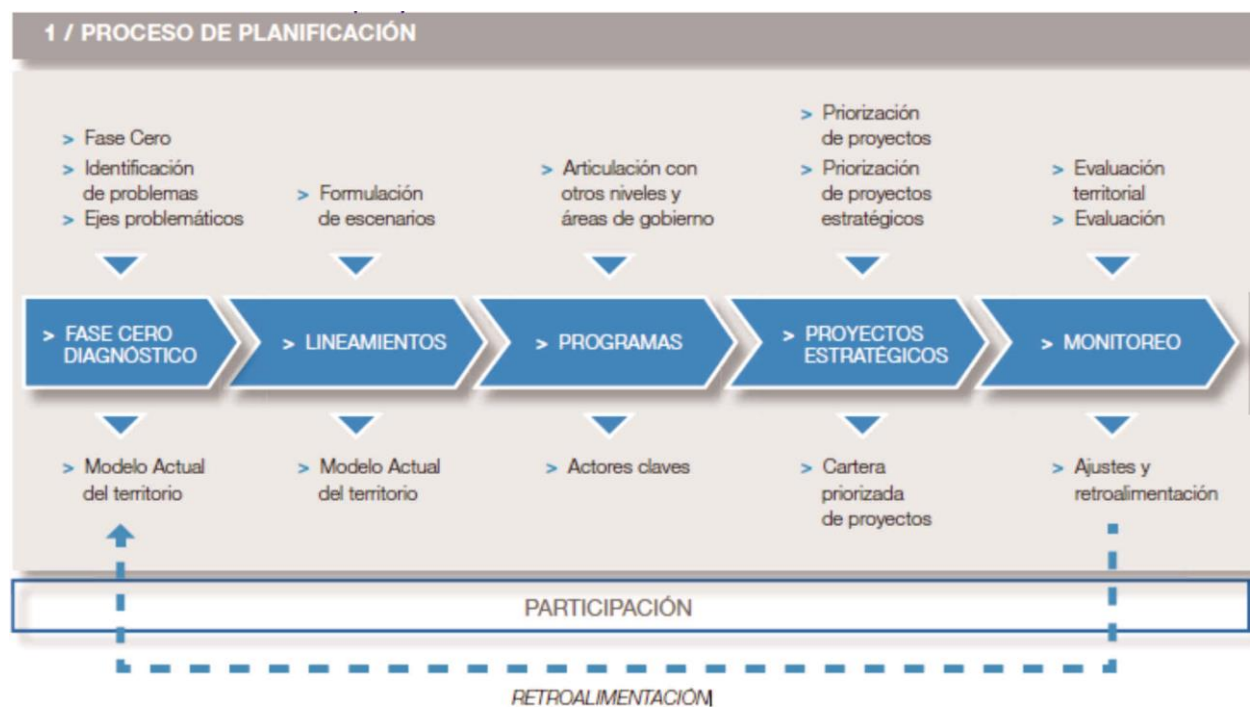 1 / PROCESO DE PLANIFICACIÓN
> Fase Cero
> Identificación
de problemas
> Ejes problemáticos
> Formulación
de escenarios
> Articulación con
otros niveles y
áreas de gobierno
> Priorización
de proyectos
> Priorización
de proyectos
estratégicos
> Evaluación
territorial
> Evaluación
> FASE CERO
DIAGNÓSTICO
> LINEAMIENTOS
> PROGRAMAS
> PROYECTOS
ESTRATÉGICOS
> MONITOREO
> Modelo Actual
del territorio
> Modelo Actual
del territorio
> Actores claves
> Cartera
priorizada
de proyectos
> Ajustes y
retroalimentación
PARTICIPACIÓN
RETROALIMENTACIÓN